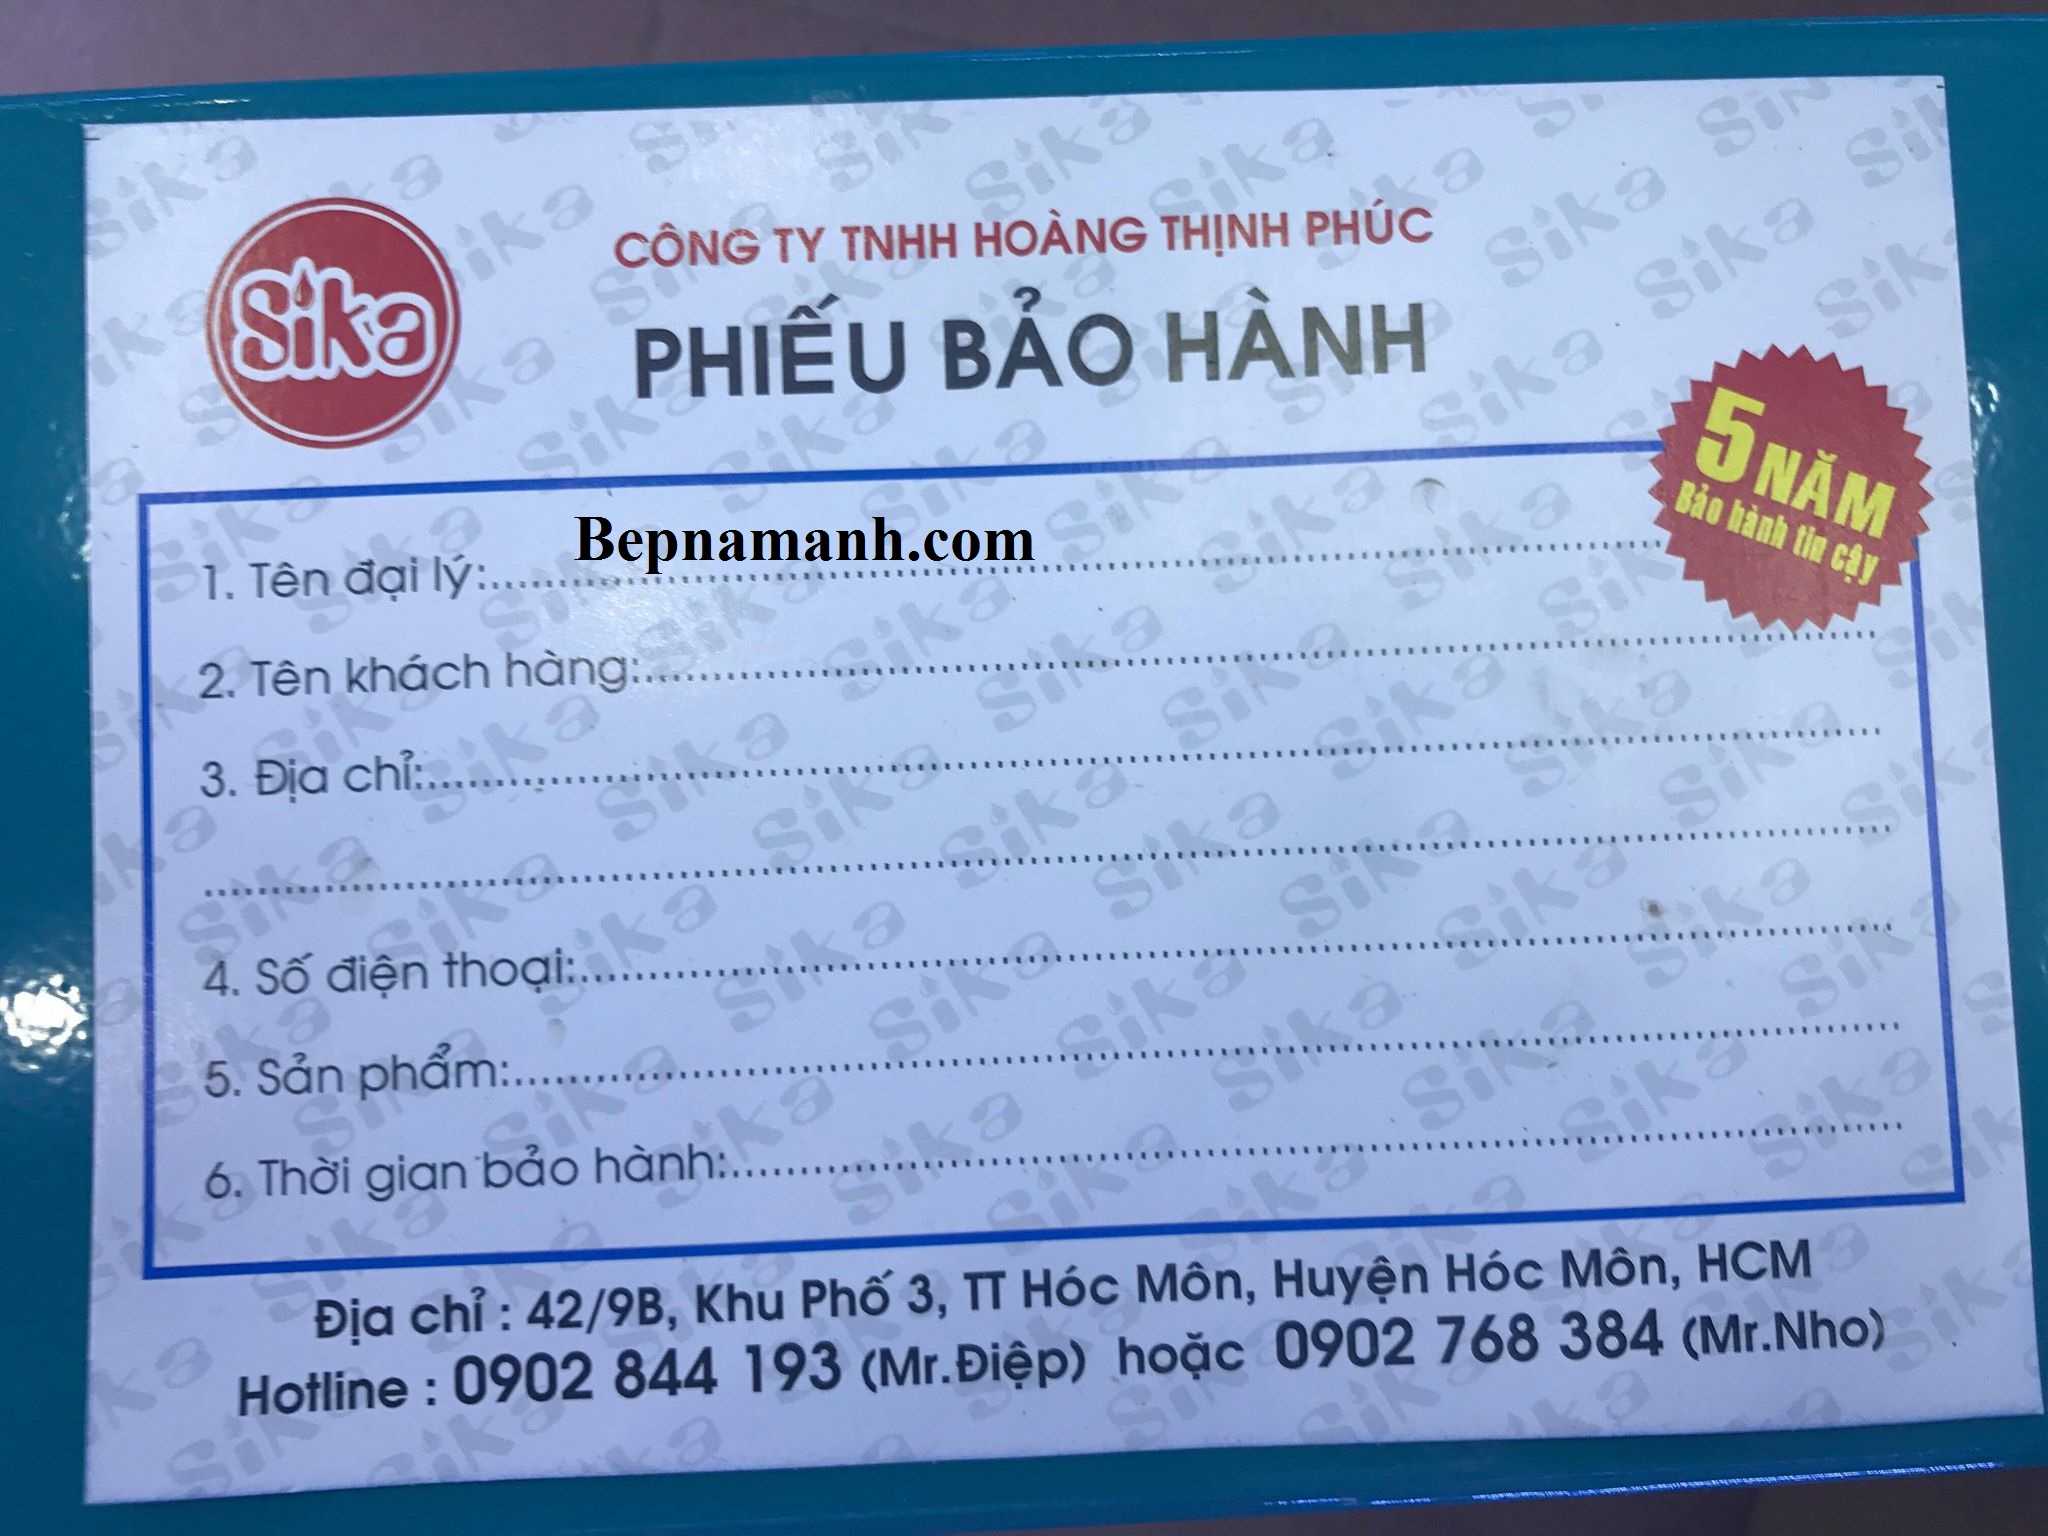 Sika
CÔNG TY TNHH HOÀNG THỊNH PHÚC
PHIẾU BẢO HÀNH
5 NĂM
Bảo hành tin cậy
1. Tên đại lý: Bepnamanh.com
2. Tên khách hàng:
3. Địa chỉ:
4. Số điện thoại:
5. Sản phẩm:
6. Thời gian bảo hành:
Địa chỉ : 42/9B, Khu Phố 3, TT Hóc Môn, Huyện Hóc Môn, HCM
Hotline : 0902 844 193 (Mr.Điệp) hoặc 0902 768 384 (Mr.Nho)